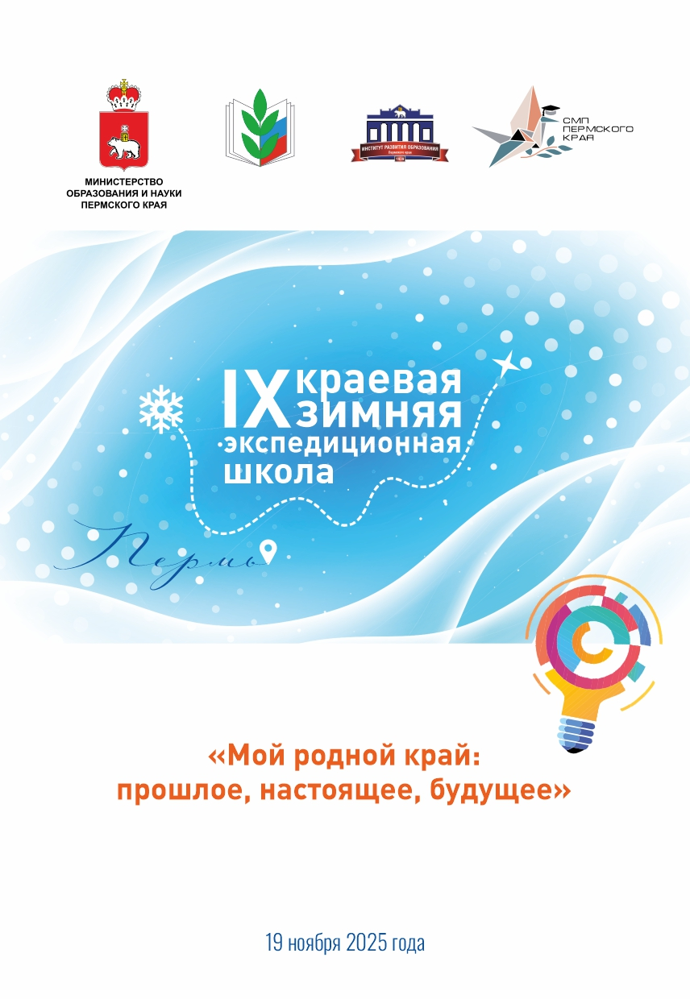 МИНИСТЕРСТВО
ОБРАЗОВАНИЯ И НАУКИ
ПЕРМСКОГО КРАЯ
ИНСТИТУТ РАЗВИТИЯ ОБРАЗОВАНИЯ
Пермского края
СМП
ПЕРМСКОГО
КРАЯ
IX краевая
зимняя
экспедиционная
школа
Пермь
«Мой родной край:
прошлое, настоящее, будущее»
19 ноября 2025 года